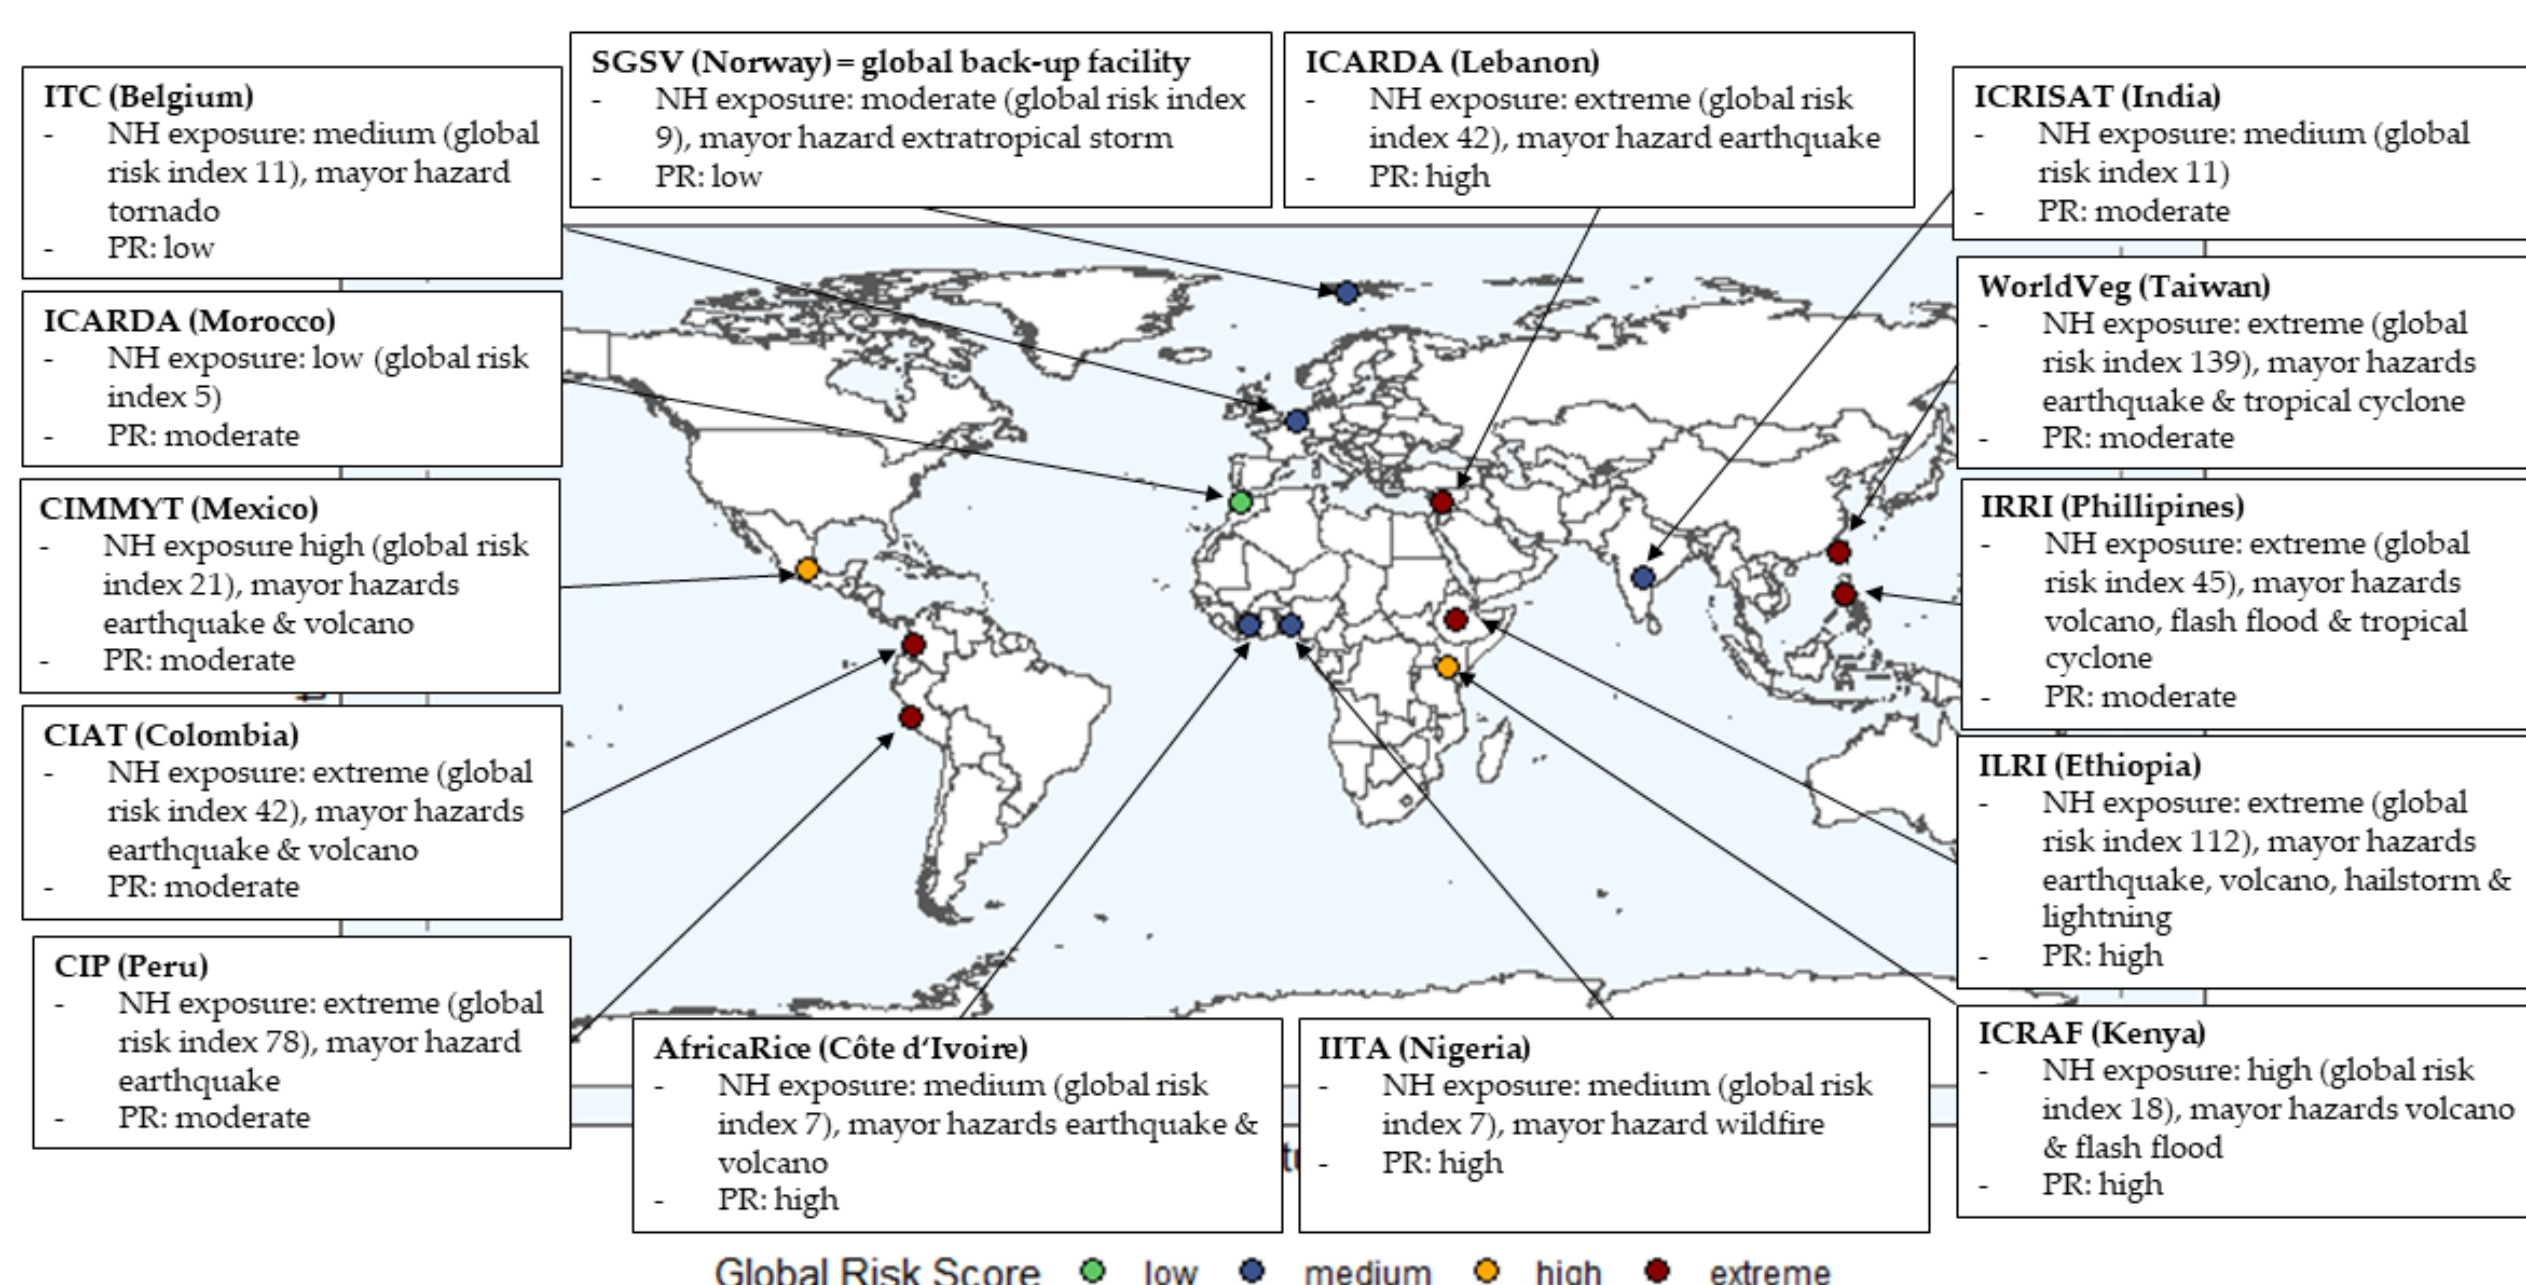 ITC (Belgium)
- NH exposure: medium (global
risk index 11), mayor hazard
tornado
- PR: low
SGSV (Norway)= global back-up facility
- NH exposure: moderate (global risk index
9), mayor hazard extratropical storm
- PR: low
ICARDA (Lebanon)
- NH exposure: extreme (global risk
index 42), mayor hazard earthquake
- PR: high
ICRISAT (India)
- NH exposure: medium (global
risk index 11)
- PR: moderate
ICARDA (Morocco)
- NH exposure: low (global risk
index 5)
- PR: moderate
WorldVeg (Taiwan)
- NH exposure: extreme (global
risk index 139), mayor hazards
earthquake & tropical cyclone
- PR: moderate
CIMMYT (Mexico)
- NH exposure high (global risk
index 21), mayor hazards
earthquake & volcano
- PR: moderate
IRRI (Phillipines)
- NH exposure: extreme (global
risk index 45), mayor hazards
volcano, flash flood & tropical
cyclone
- PR: moderate
CIAT (Colombia)
- NH exposure: extreme (global
risk index 42), mayor hazards
earthquake & volcano
- PR: moderate
ILRI (Ethiopia)
- NH exposure: extreme (global
risk index 112), mayor hazards
earthquake, volcano, hailstorm &
lightning
- PR: high
CIP (Peru)
- NH exposure: extreme (global
risk index 78), mayor hazard
earthquake
- PR: moderate
AfricaRice (Côte d'Ivoire)
- NH exposure: medium (global risk
index 7), mayor hazards earthquake &
volcano
- PR: high
IITA (Nigeria)
- NH exposure: medium (global risk
index 7), mayor hazard wildfire
- PR: high
ICRAF (Kenya)
- NH exposure: high (global risk
index 18), mayor hazards volcano
& flash flood
- PR: high
Global Risk Score low medium high extreme